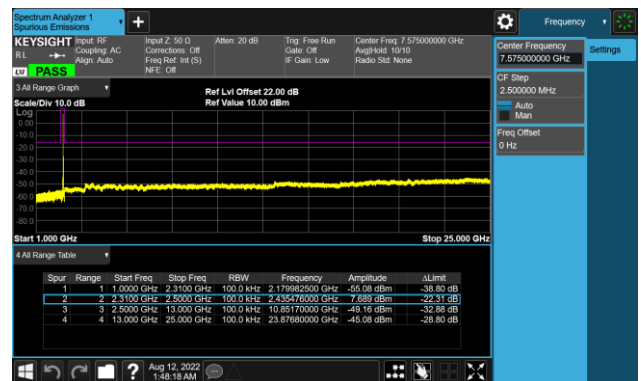 Spectrum Analyzer 1
Spurious Emissions
Frequency
KEYSIGHT
Input: RF
Coupling: AC
Align: Auto
Input Z: 50 Ω
Corrections: Off
Freq Ref: Int (S)
NFE: Off
Atten: 20 dB
Trig: Free Run
Gate: Off
IF Gain: Low
Center Freq: 7.575000000 GHz
Avg|Hold: 10/10
Radio Std: None
R L
LXI
PASS
Center Frequency
7.575000000 GHz
Settings
CF Step
2.500000 MHz
Auto
Man
Freq Offset
0 Hz
3 All Range Graph
Scale/Div 10.0 dB
Ref Lvl Offset 22.00 dB
Ref Value 10.00 dBm
Log
0.00
-10.0
-20.0
-30.0
-40.0
-50.0
-60.0
-70.0
-80.0
Start 1.000 GHz
Stop 25.000 GHz
4 All Range Table
Spur Range Start Freq Stop Freq RBW Frequency Amplitude ΔLimit
1 1 1.0000 GHz 2.3100 GHz 100.0 kHz 2.179982500 GHz -55.08 dBm -38.80 dB
2 2 2.3100 GHz 2.5000 GHz 100.0 kHz 2.435476000 GHz 7.689 dBm -22.31 dB
3 3 2.5000 GHz 13.000 GHz 100.0 kHz 10.85170000 GHz -49.16 dBm -32.88 dB
4 4 13.000 GHz 25.000 GHz 100.0 kHz 23.87680000 GHz -45.08 dBm -28.80 dB
?
Aug 12, 2022
1:48:18 AM